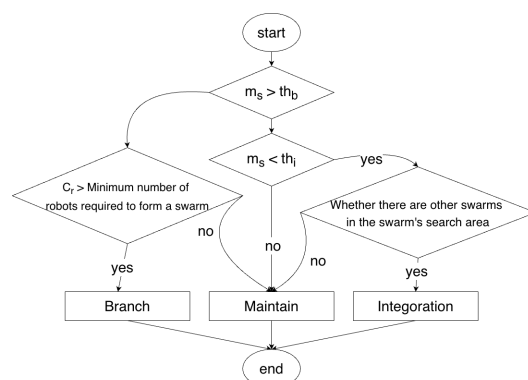 start
m_s > th_b
m_s < th_i
yes
C_r > Minimum number of
robots required to form a swarm
Whether there are other swarms
in the swarm's search area
no
no
no
yes
yes
Branch
Maintain
Integoration
end